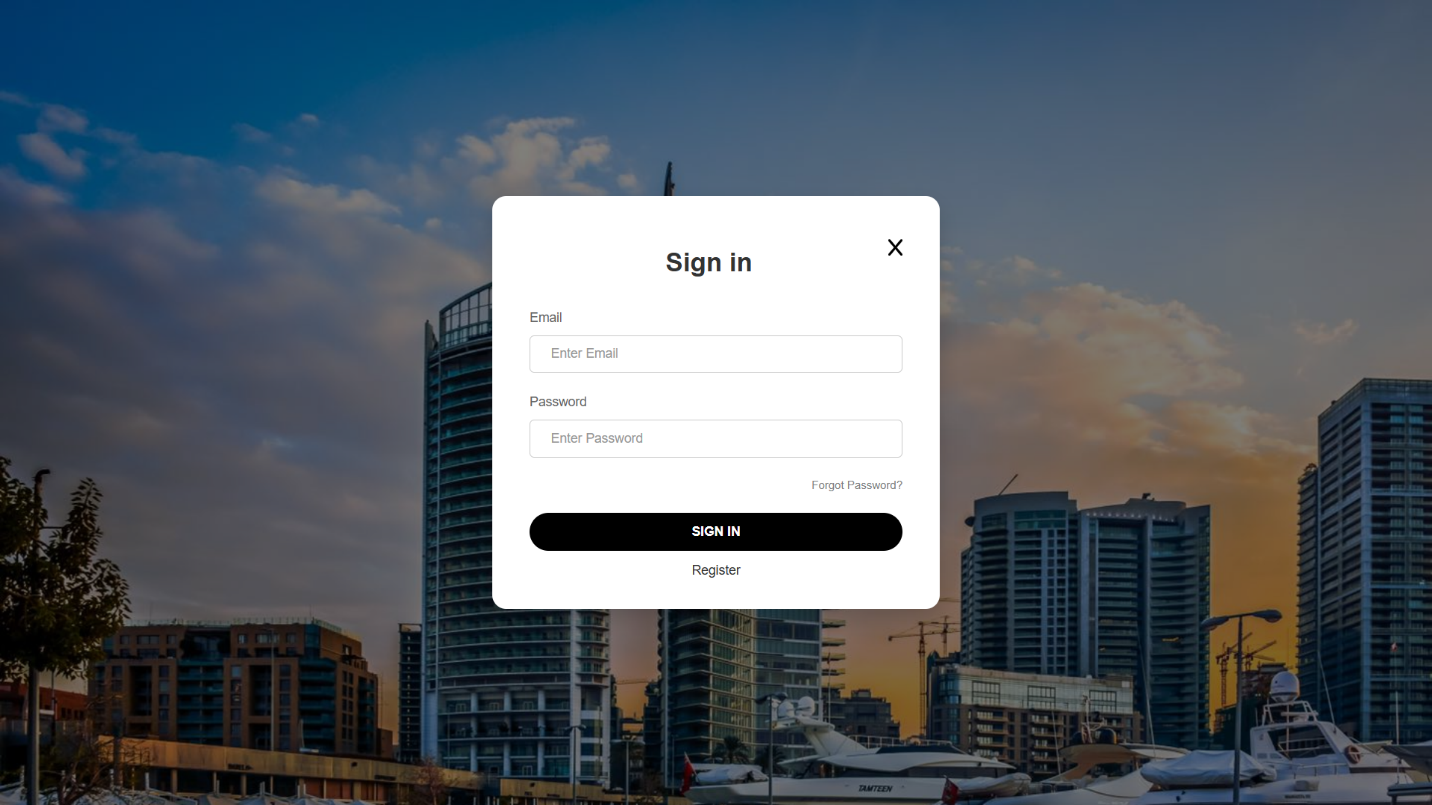 Sign in
X
Email
Enter Email
Password
Enter Password
Forgot Password?
SIGN IN
Register
TAMTEEN